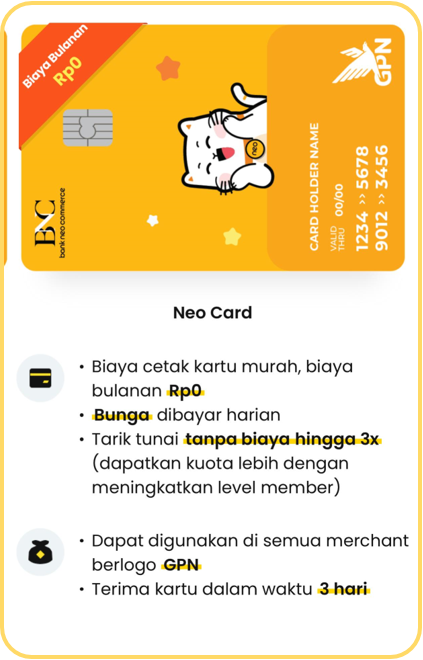 Biaya Bulanan
Rp0
GPN
BNC
bank neo commerce
neo
CARD HOLDER NAME
VALID
THRU 00/00
1234 >> 5678
9012 >> 3456
Neo Card
• Biaya cetak kartu murah, biaya
bulanan Rp0
• Bunga dibayar harian
• Tarik tunai tanpa biaya hingga 3x
(dapatkan kuota lebih dengan
meningkatkan level member)
• Dapat digunakan di semua merchant
berlogo GPN
• Terima kartu dalam waktu 3 hari